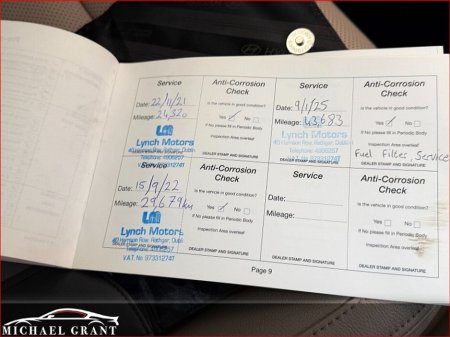 Service
Anti-Corrosion
Check
Date: 22/11/21
Is the vehicle in good condition?
Mileage: 24,320
Yes No
If No please fill in Periodic Body
Inspection Area overleaf
Lynch Motors
Telephone: 4906257
DEALER STAMP AND SIGNATURE
Service
Anti-Corrosion
Check
Date: 9/1/25
Is the vehicle in good condition?
Mileage: 43,683
Yes No
If No please fill in Periodic Body
Inspection Area overleaf
Lynch Motors
DEALER STAMP AND SIGNATURE
Fuel Filter, Service
Service
Anti-Corrosion
Check
Date: 15/9/22
Is the vehicle in good condition?
Mileage: 29,679km
Yes No
If No please fill in Periodic Body
Inspection Area overleaf
Lynch Motors
DEALER STAMP AND SIGNATURE
Service
Anti-Corrosion
Check
Date:
Is the vehicle in good condition?
Mileage:
Yes No
If No please fill in Periodic Body
Inspection Area overleaf
DEALER STAMP AND SIGNATURE
DEALER STAMP AND SIGNATURE
Page 9
MICHAEL GRANT